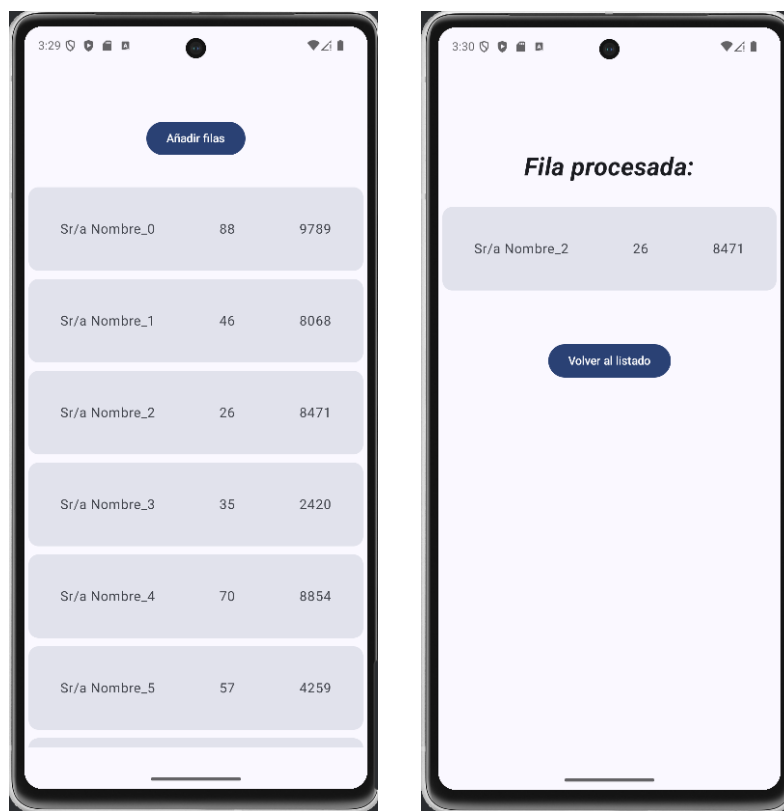 3:29
Añadir filas
Sr/a Nombre_0 88 9789
Sr/a Nombre_1 46 8068
Sr/a Nombre_2 26 8471
Sr/a Nombre_3 35 2420
Sr/a Nombre_4 70 8854
Sr/a Nombre_5 57 4259
3:30
Fila procesada:
Sr/a Nombre_2 26 8471
Volver al listado